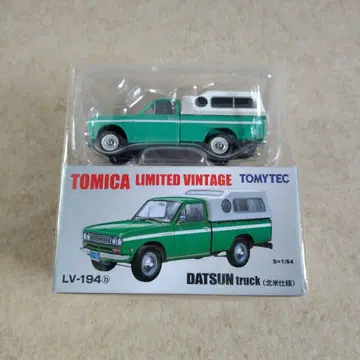 TOMICA LIMITED VINTAGE TOMYTEC
S=1/64
LV-194b DATSUN truck (北米仕様)